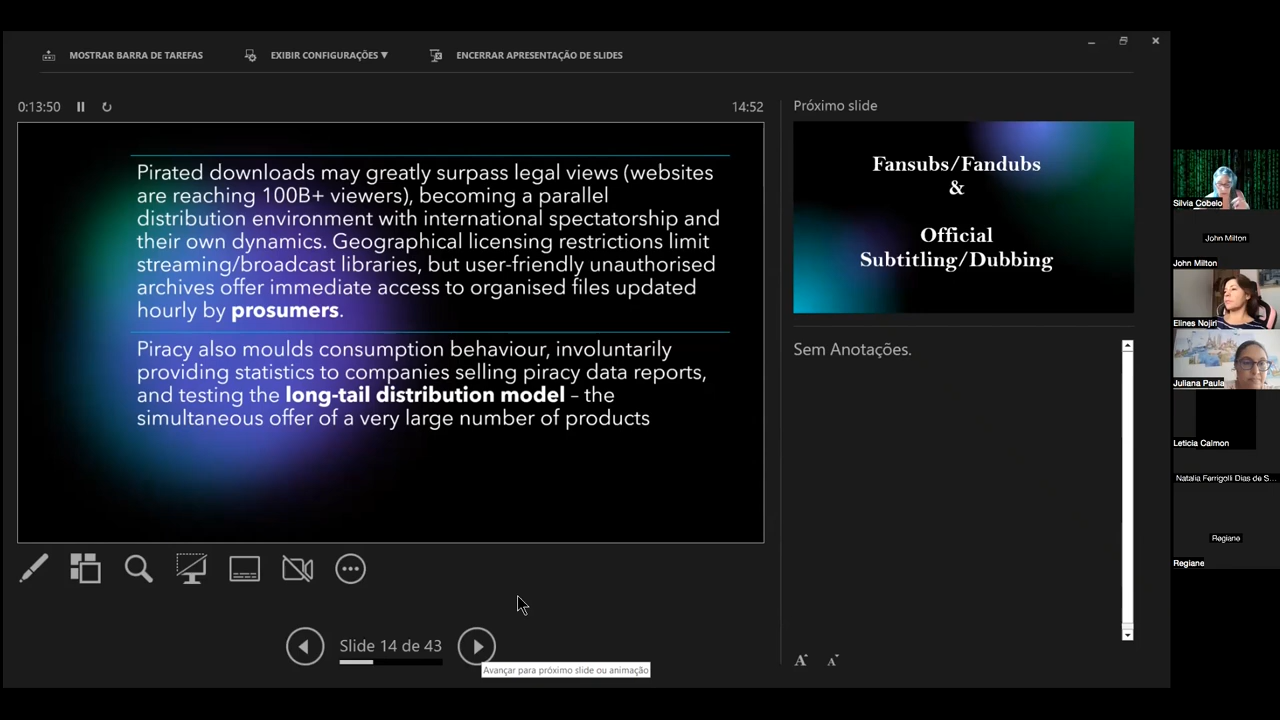 MOSTRAR BARRA DE TAREFAS
EXIBIR CONFIGURAÇÕES ▼
ENCERRAR APRESENTAÇÃO DE SLIDES
0:13:50
14:52
Pirated downloads may greatly surpass legal views (websites
are reaching 100B+ viewers), becoming a parallel
distribution environment with international spectatorship and
their own dynamics. Geographical licensing restrictions limit
streaming/broadcast libraries, but user-friendly unauthorised
archives offer immediate access to organised files updated
hourly by prosumers.
Piracy also moulds consumption behaviour, involuntarily
providing statistics to companies selling piracy data reports,
and testing the long-tail distribution model – the
simultaneous offer of a very large number of products
Slide 14 de 43
Avançar para próximo slide ou animação
Próximo slide
Fansubs/Fandubs
&
Official
Subtitling/Dubbing
Sem Anotações.
A
A
Silvia Cobelo
John Milton
John Milton
Elines Nojiri
Juliana Paula
Leticia Calmon
Natalia Ferrigolli Dias de S...
Regiane
Regiane